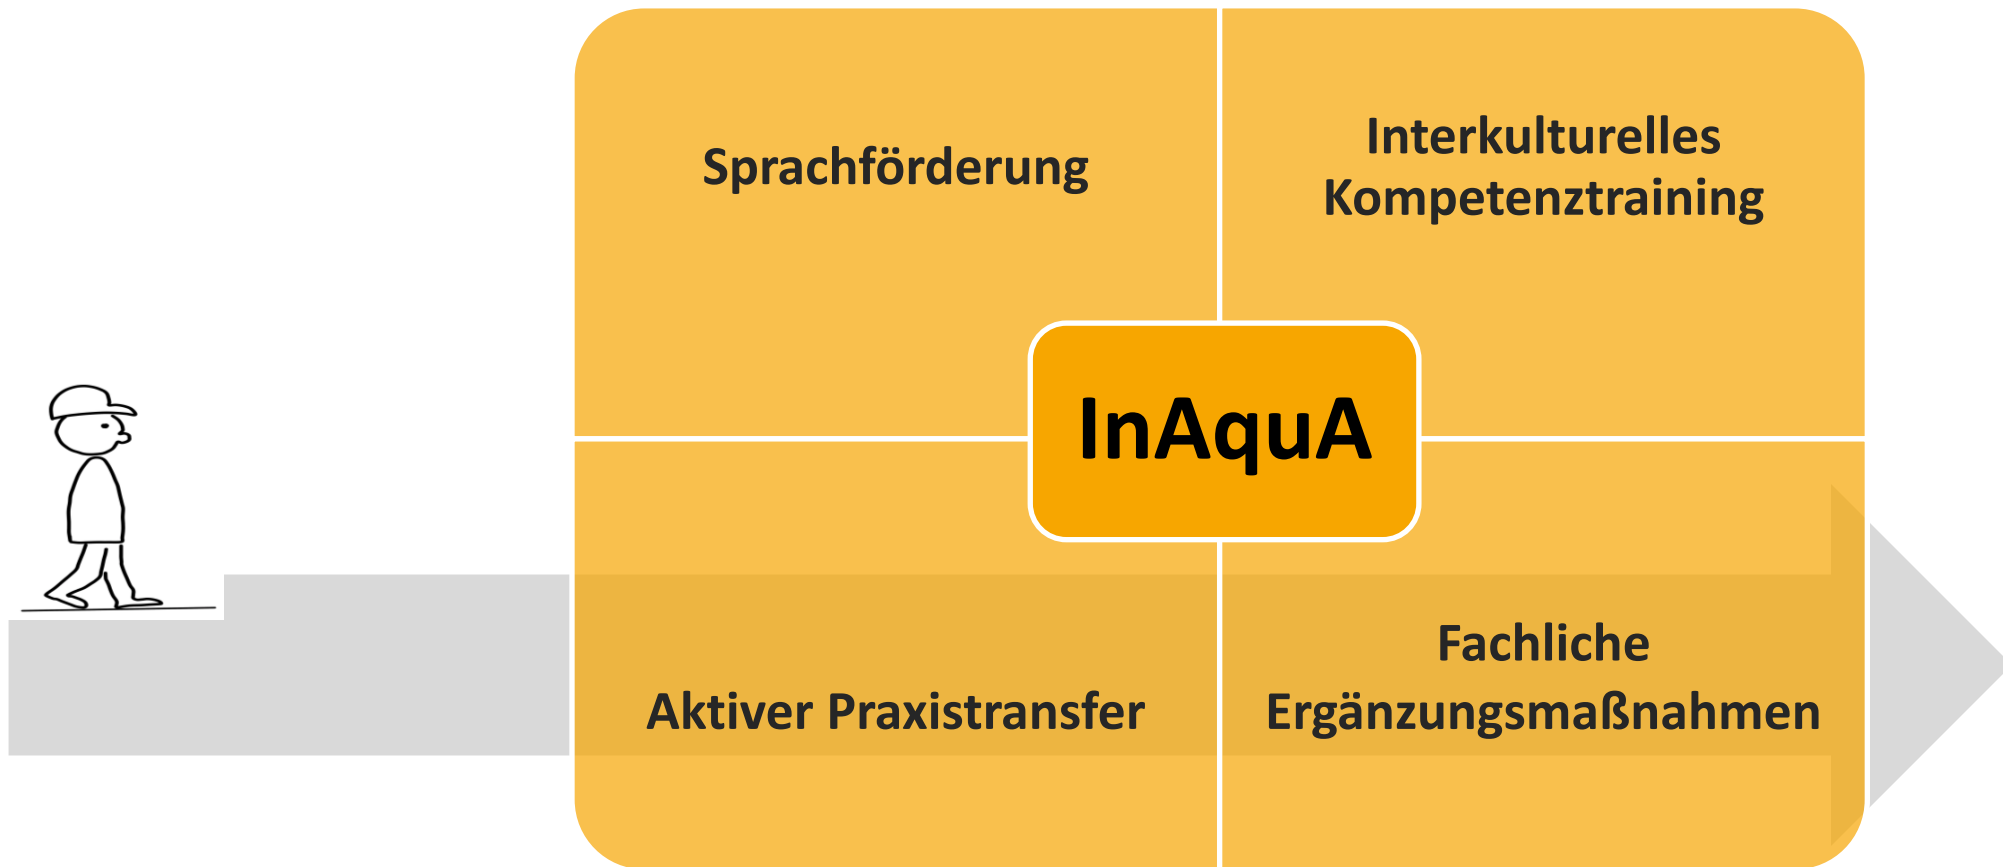 Sprachförderung
Interkulturelles
Kompetenztraining
InAquA
Aktiver Praxistransfer
Fachliche
Ergänzungsmaßnahmen